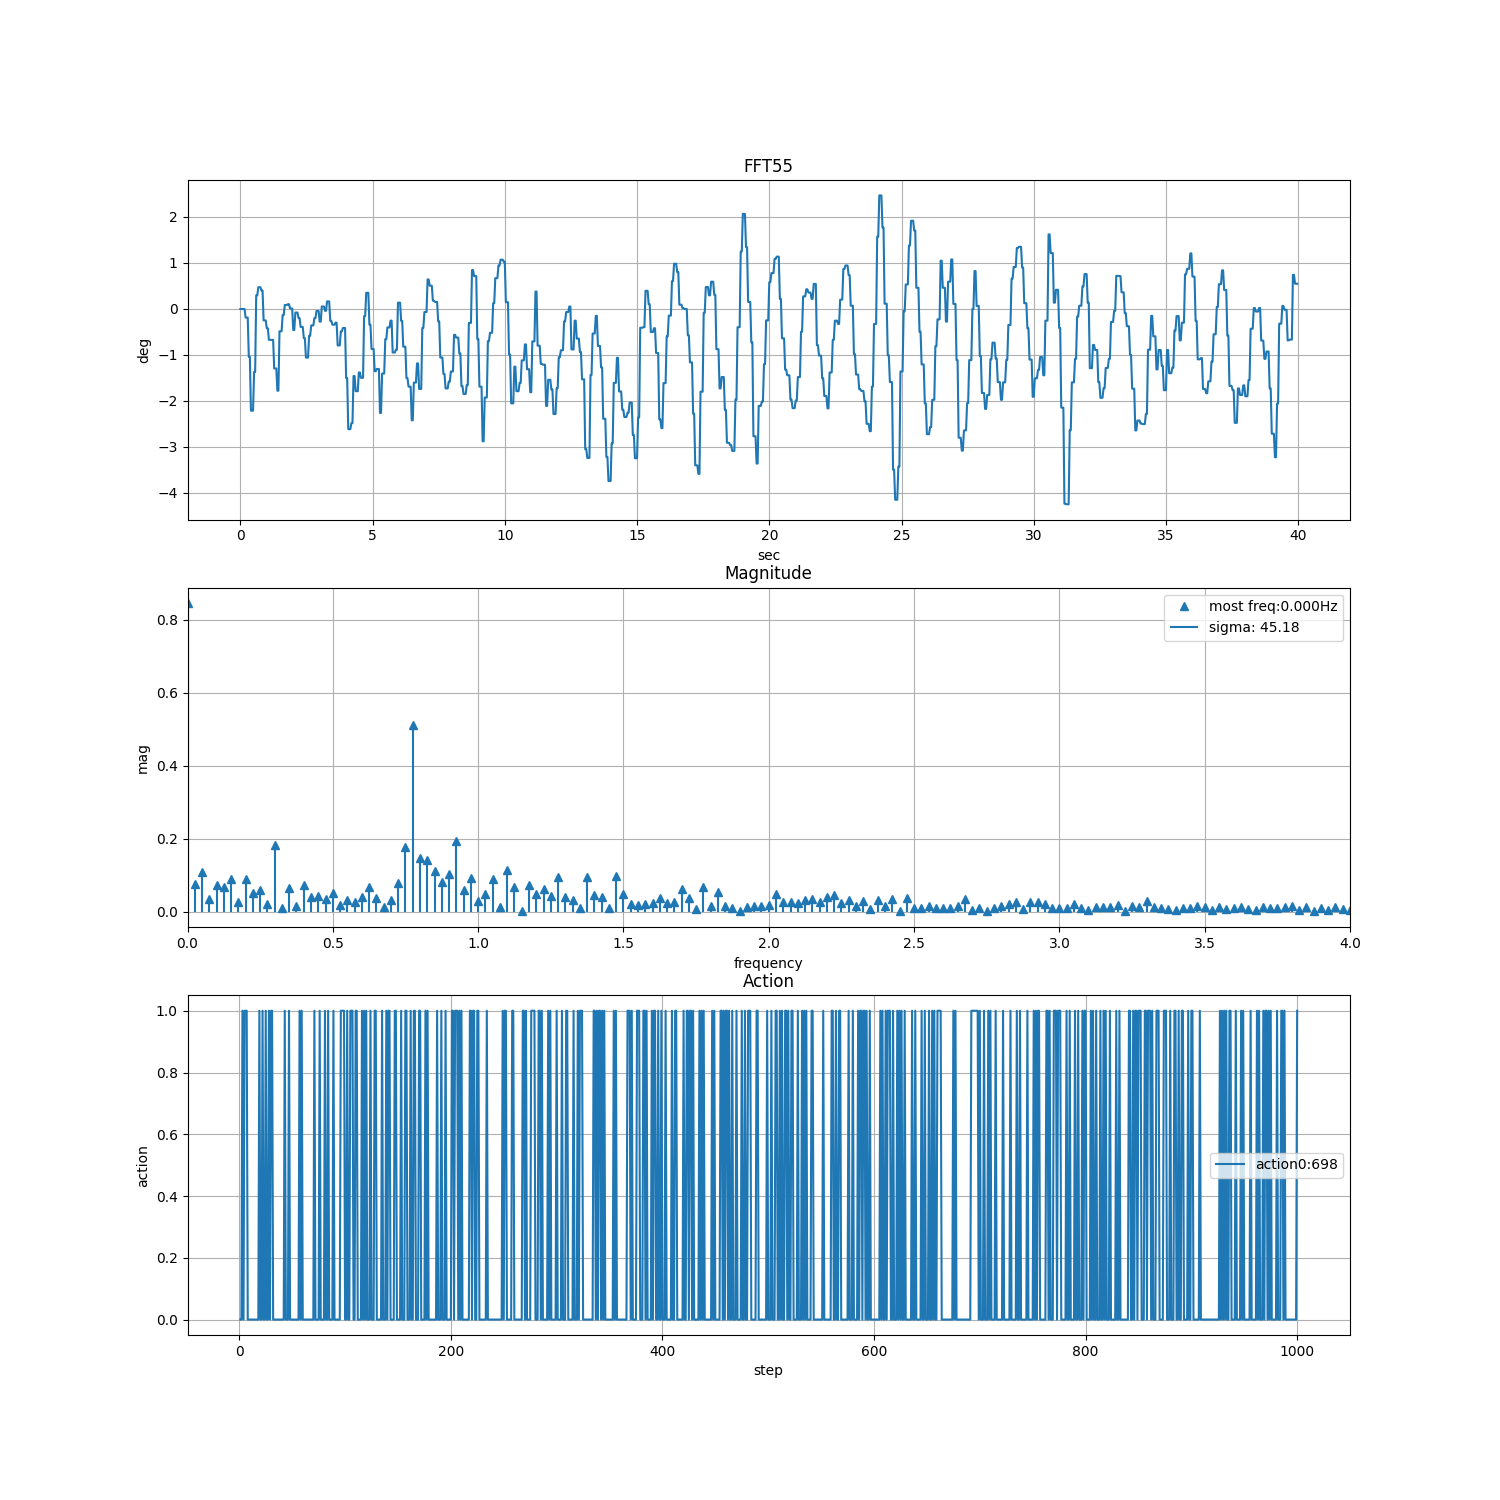 FFT55
2
1
0
−1
−2
−3
−4
deg
0 5 10 15 20 25 30 35 40
sec
Magnitude
most freq:0.000Hz
sigma: 45.18
0.8
0.6
0.4
0.2
0.0
mag
0.0 0.5 1.0 1.5 2.0 2.5 3.0 3.5 4.0
frequency
Action
1.0
0.8
0.6
0.4
0.2
0.0
action
action0:698
0 200 400 600 800 1000
step